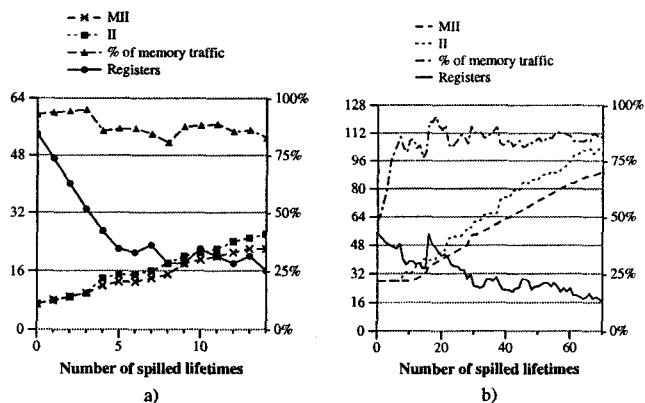 MII
II
% of memory traffic
Registers
64
48
32
16
0
100%
75%
50%
25%
0%
0
5
10
Number of spilled lifetimes
a)
MII
II
% of memory traffic
Registers
128
112
96
80
64
48
32
16
0
100%
75%
50%
25%
0%
0
20
40
60
Number of spilled lifetimes
b)